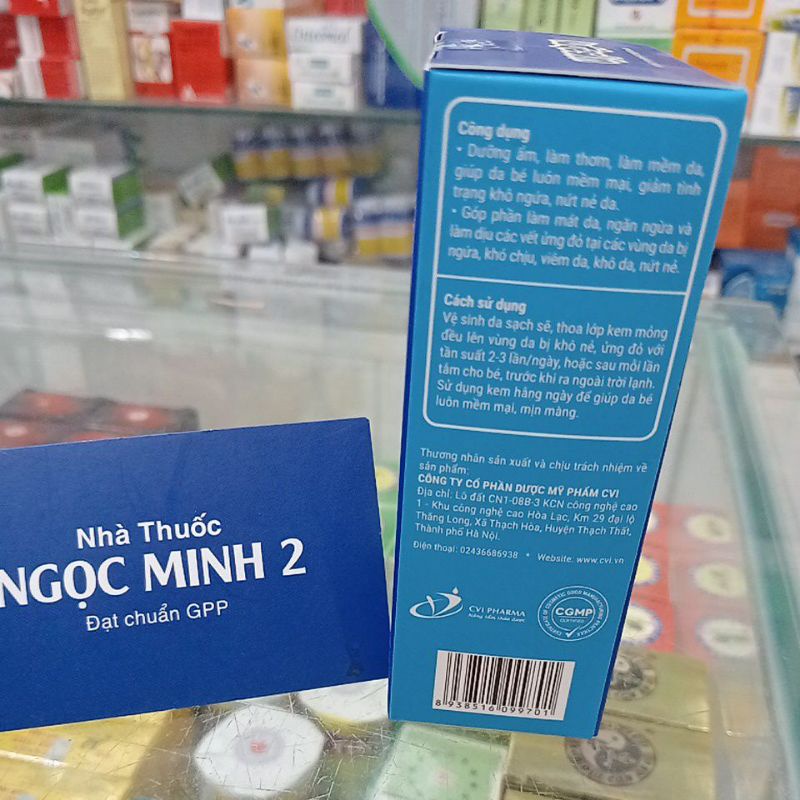 Công dụng
• Dưỡng ẩm, làm thơm, làm mềm da,
giúp da bé luôn mềm mại, giảm tình
trạng khô ngứa, nứt nẻ da.
• Góp phần làm mát da, ngăn ngừa và
làm dịu các vết ửng đỏ tại các vùng da bị
ngứa, khó chịu, viêm da, khô da, nứt nẻ.
Cách sử dụng
Vệ sinh da sạch sẽ, thoa lớp kem mỏng
đều lên vùng da bị khô nẻ, ửng đỏ với
tần suất 2-3 lần/ngày, hoặc sau mỗi lần
tắm cho bé, trước khi ra ngoài trời lạnh.
Sử dụng kem hằng ngày để giúp da bé
luôn mềm mại, mịn màng.
Thương nhân sản xuất và chịu trách nhiệm về
sản phẩm:
CÔNG TY CỔ PHẦN DƯỢC MỸ PHẨM CVI
Địa chỉ: Lô đất CN1-08B-3 KCN công nghệ cao
1 - Khu công nghệ cao Hòa Lạc, Km 29 đại lộ
Thăng Long, Xã Thạch Hòa, Huyện Thạch Thất,
Thành phố Hà Nội.
Điện thoại: 02436686938 • Website: www.cvi.vn
CVI PHARMA
Nâng tầm thảo dược
CGMP
CERTIFIED
8938516099701
Nhà Thuốc
NGỌC MINH 2
Đạt chuẩn GPP